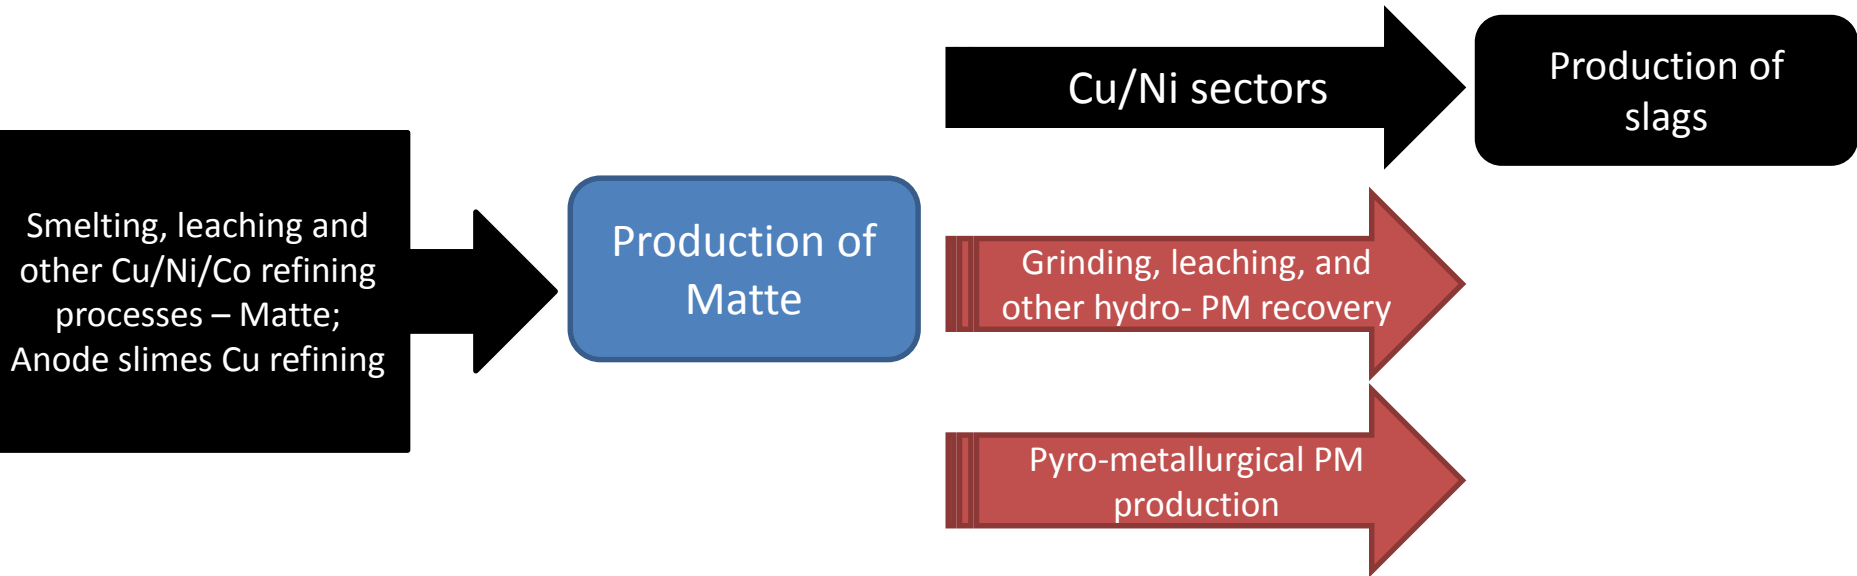 Smelting, leaching and
other Cu/Ni/Co refining
processes – Matte;
Anode slimes Cu refining
Production of
Matte
Cu/Ni sectors
Production of
slags
Grinding, leaching, and
other hydro- PM recovery
Pyro-metallurgical PM
production